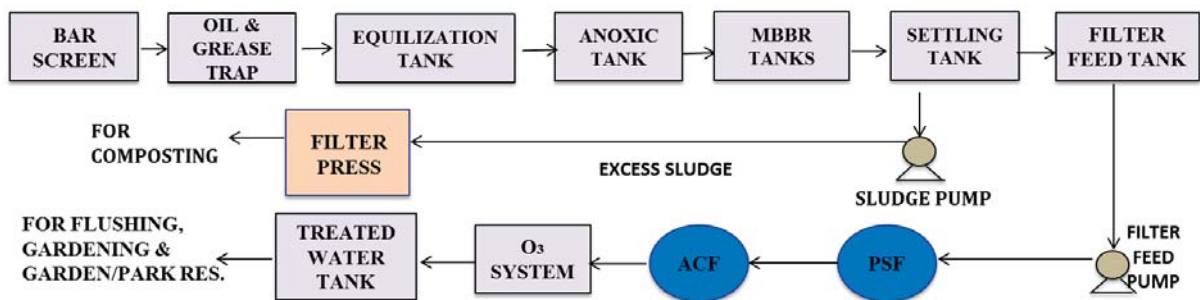 BAR
SCREEN
OIL &
GREASE
TRAP
EQUILIZATION
TANK
ANOXIC
TANK
MBBR
TANKS
SETTLING
TANK
FILTER
FEED TANK
FOR
COMPOSTING
FILTER
PRESS
EXCESS SLUDGE
SLUDGE PUMP
FOR FLUSHING,
GARDENING &
GARDEN/PARK RES.
TREATED
WATER
TANK
O₃
SYSTEM
ACF
PSF
FILTER
FEED
PUMP